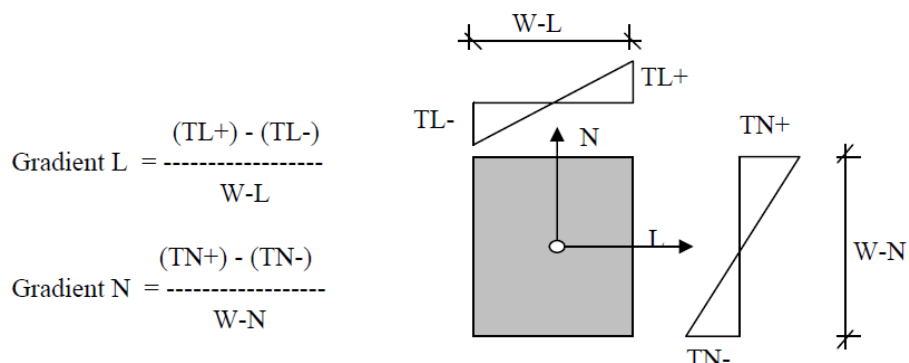 W-L
TL+
TL-
N
TN+
(TL+) - (TL-)
Gradient L = ------------------
W-L
L
W-N
(TN+) - (TN-)
Gradient N = ------------------
W-N
TN-